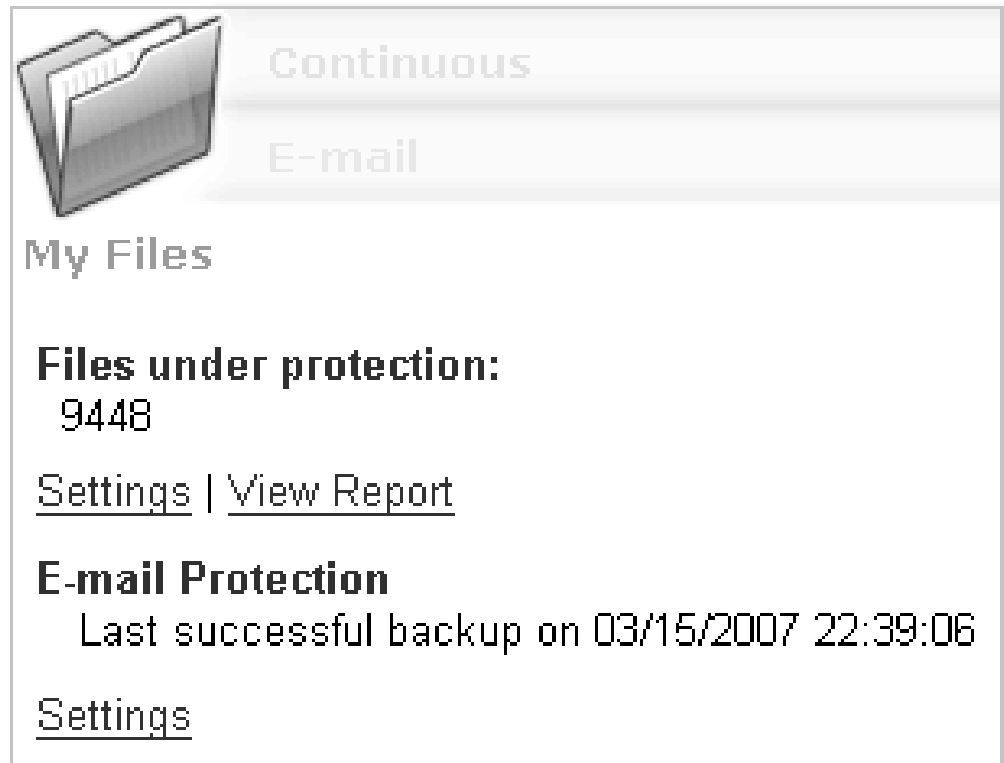 Continuous
E-mail
My Files
Files under protection:
9448
Settings | View Report
E-mail Protection
Last successful backup on 03/15/2007 22:39:06
Settings